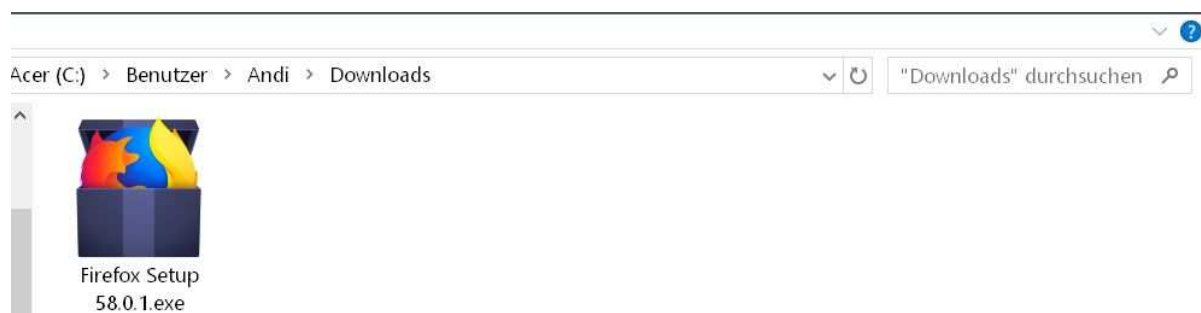 Acer (C:) > Benutzer > Andi > Downloads
"Downloads" durchsuchen
Firefox Setup
58.0.1.exe